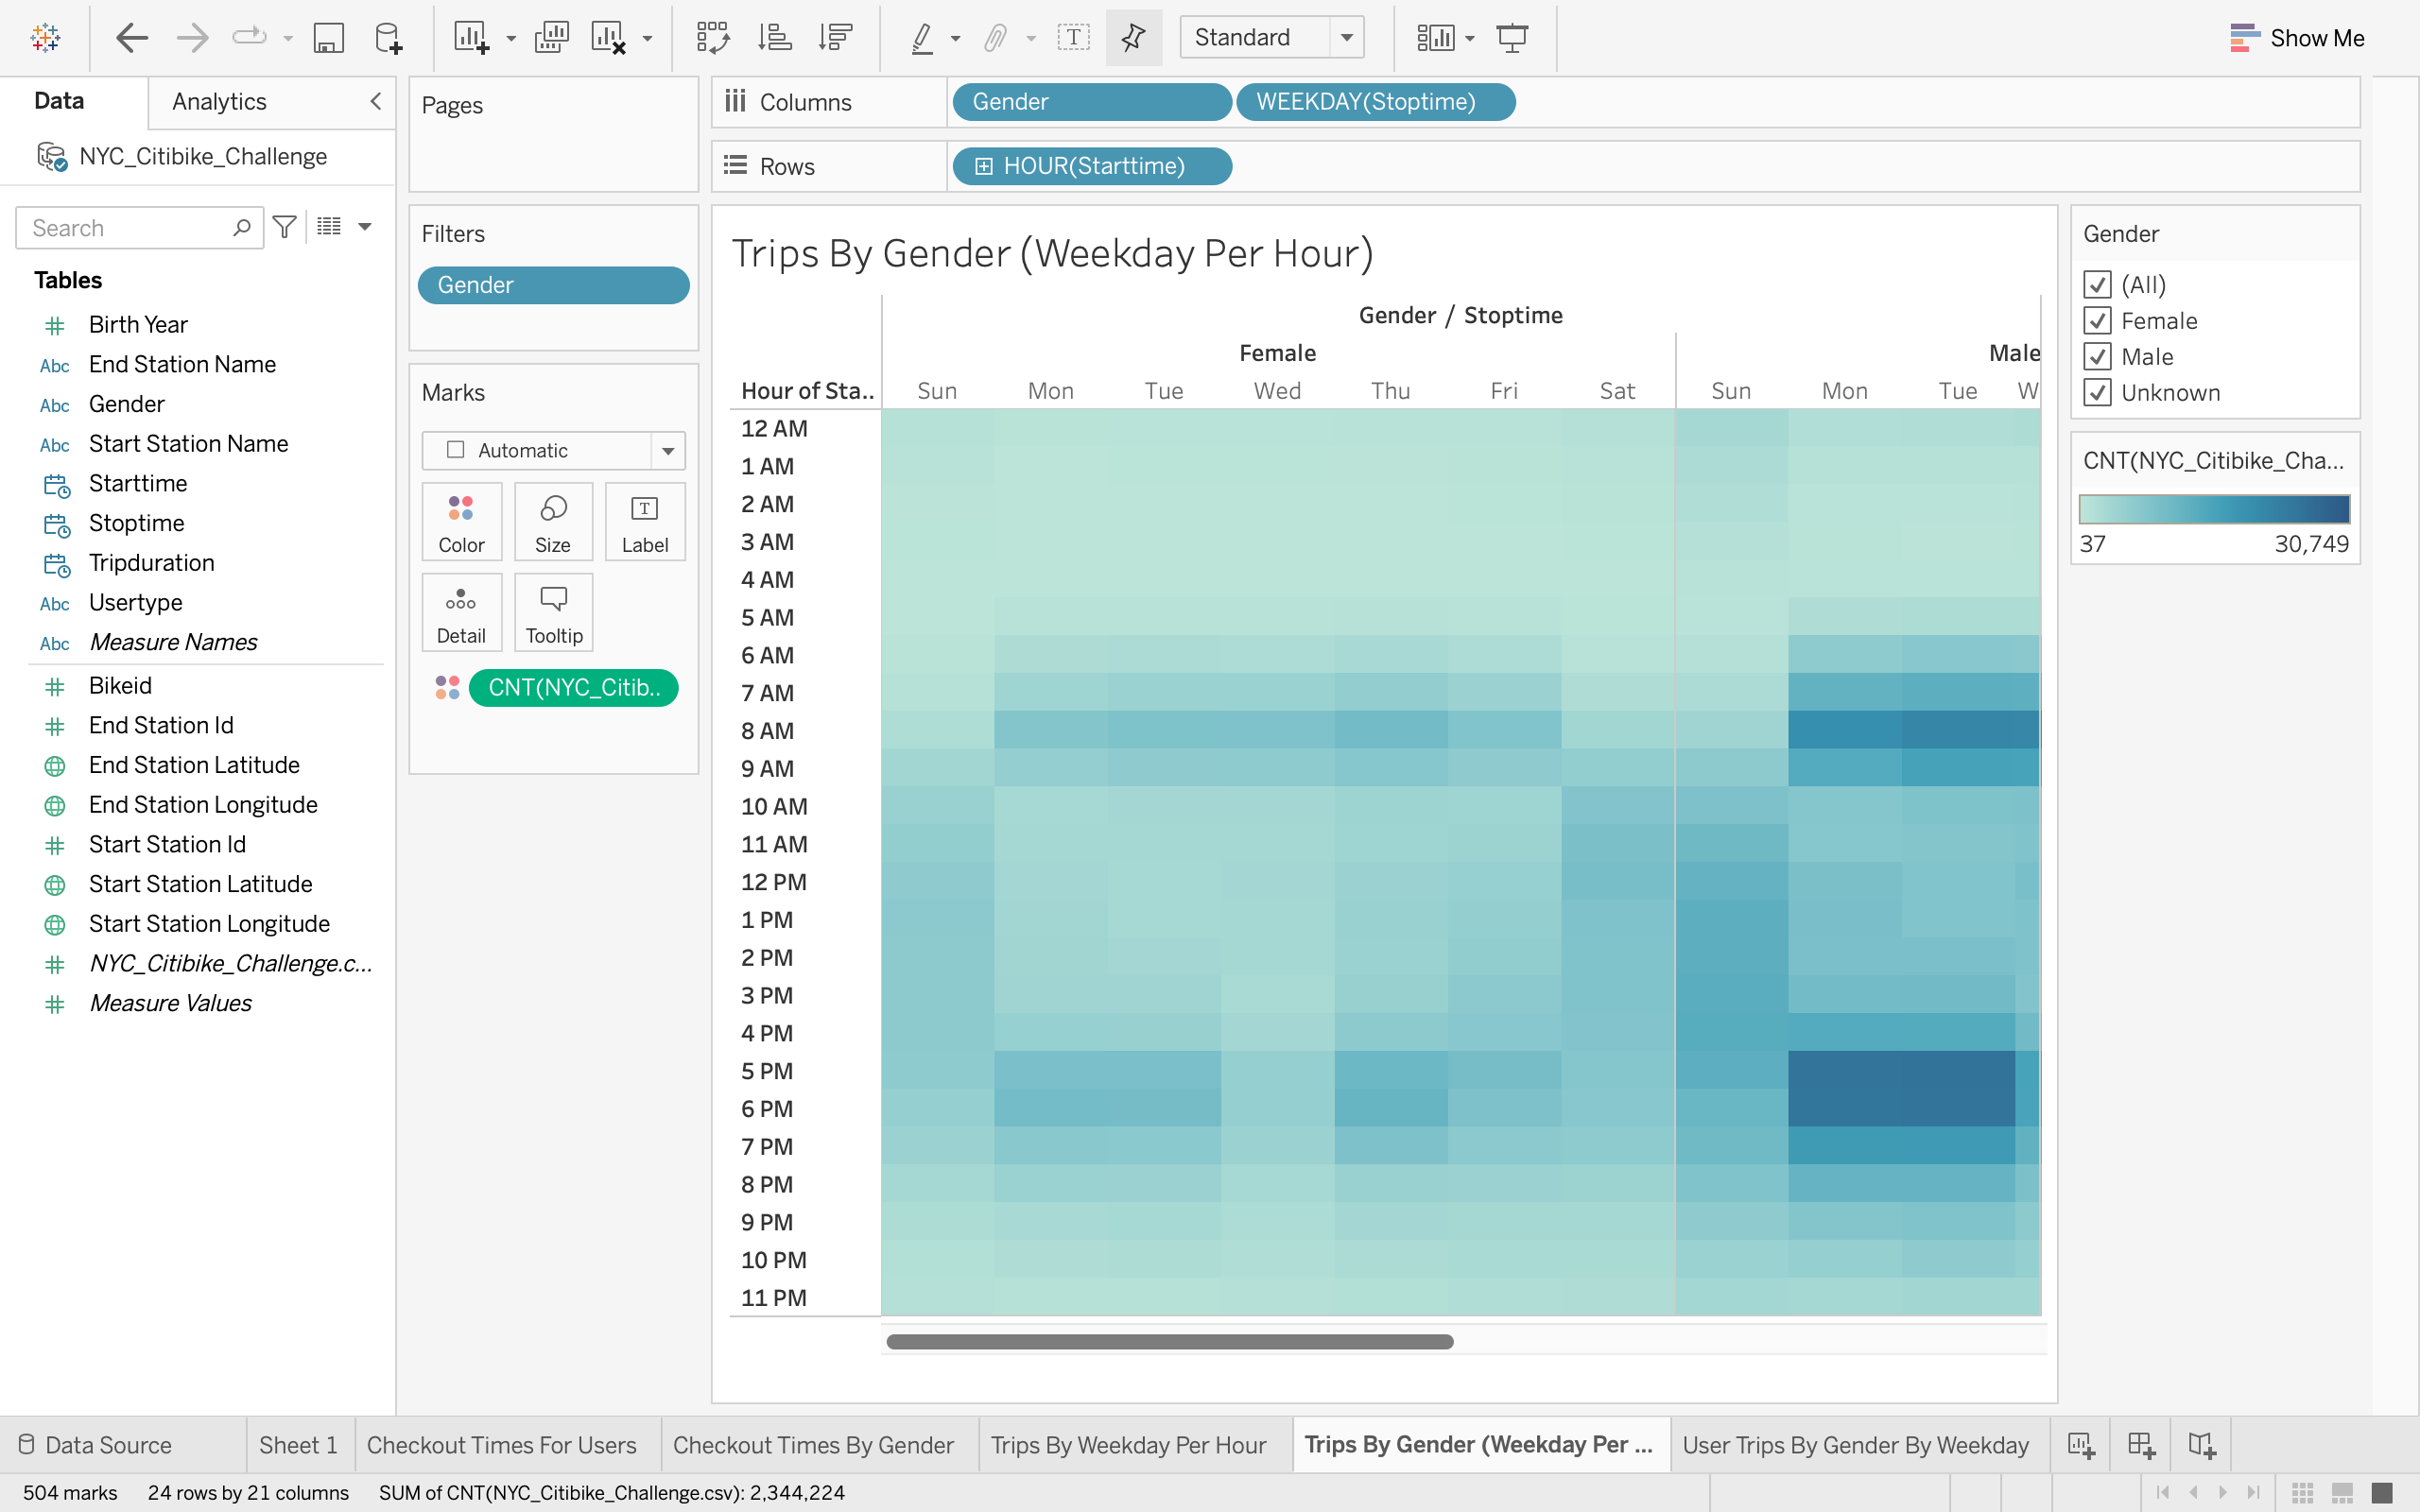 Standard
Show Me
Data
Analytics
NYC_Citibike_Challenge
Search
Tables
Birth Year
Abc End Station Name
Abc Gender
Abc Start Station Name
Starttime
Stoptime
Tripduration
Abc Usertype
Abc Measure Names
Bikeid
End Station Id
End Station Latitude
End Station Longitude
Start Station Id
Start Station Latitude
Start Station Longitude
NYC_Citibike_Challenge.c...
Measure Values
Pages
Filters
Gender
Marks
Automatic
Color Size Label
Detail Tooltip
CNT(NYC_Citib..
Columns Gender WEEKDAY(Stoptime)
Rows HOUR(Starttime)
Trips By Gender (Weekday Per Hour)
Gender / Stoptime
Female Male
Hour of Sta.. Sun Mon Tue Wed Thu Fri Sat Sun Mon Tue W
12 AM
1 AM
2 AM
3 AM
4 AM
5 AM
6 AM
7 AM
8 AM
9 AM
10 AM
11 AM
12 PM
1 PM
2 PM
3 PM
4 PM
5 PM
6 PM
7 PM
8 PM
9 PM
10 PM
11 PM
Gender
(All)
Female
Male
Unknown
CNT(NYC_Citibike_Cha...
37 30,749
Data Source Sheet 1 Checkout Times For Users Checkout Times By Gender Trips By Weekday Per Hour Trips By Gender (Weekday Per ... User Trips By Gender By Weekday
504 marks 24 rows by 21 columns SUM of CNT(NYC_Citibike_Challenge.csv): 2,344,224